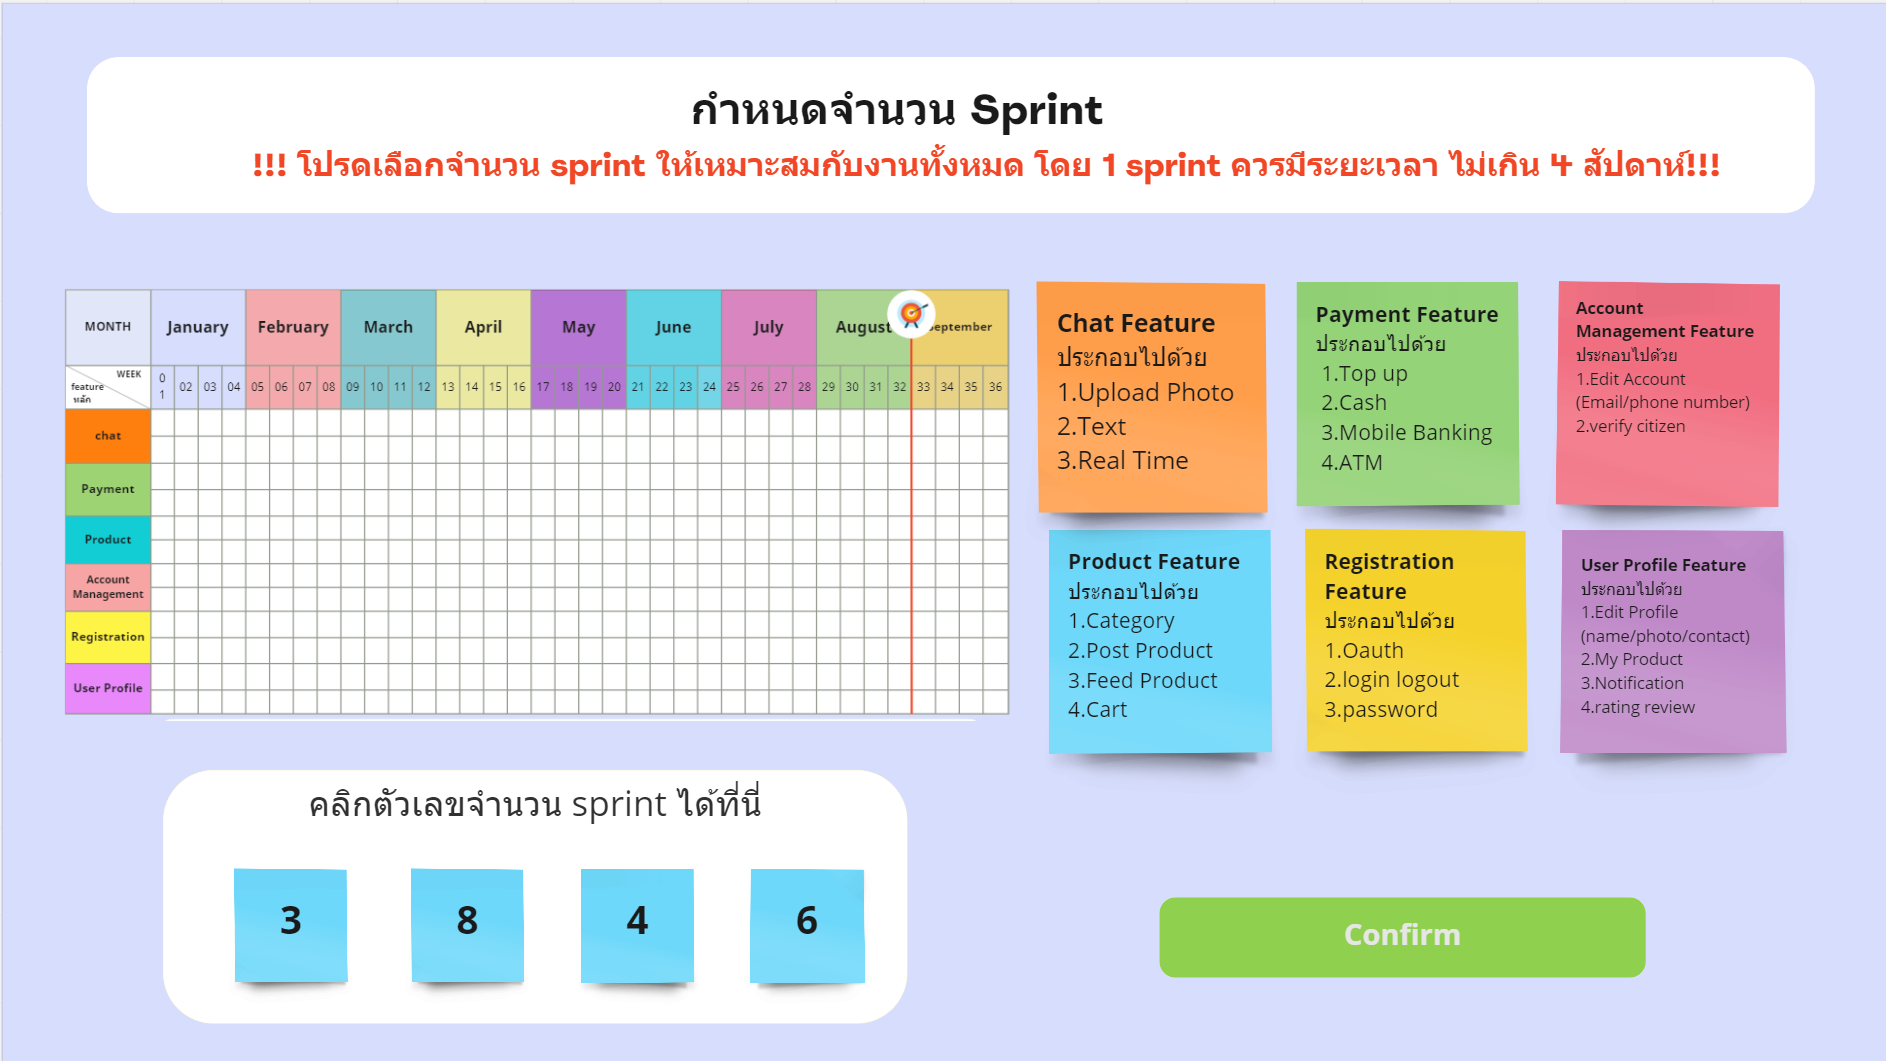 กำหนดจำนวน Sprint
!!! โปรดเลือกจำนวน sprint ให้เหมาะสมกับงานทั้งหมด โดย 1 sprint ควรมีระยะเวลา ไม่เกิน 4 สัปดาห์!!!
MONTH January February March April May June July August September
WEEK
feature
หลัก
01 02 03 04 05 06 07 08 09 10 11 12 13 14 15 16 17 18 19 20 21 22 23 24 25 26 27 28 29 30 31 32 33 34 35 36
chat
Payment
Product
Account
Management
Registration
User Profile
Chat Feature
ประกอบไปด้วย
1.Upload Photo
2.Text
3.Real Time
Payment Feature
ประกอบไปด้วย
1.Top up
2.Cash
3.Mobile Banking
4.ATM
Account
Management Feature
ประกอบไปด้วย
1.Edit Account
(Email/phone number)
2.verify citizen
Product Feature
ประกอบไปด้วย
1.Category
2.Post Product
3.Feed Product
4.Cart
Registration
Feature
ประกอบไปด้วย
1.Oauth
2.login logout
3.password
User Profile Feature
ประกอบไปด้วย
1.Edit Profile
(name/photo/contact)
2.My Product
3.Notification
4.rating review
คลิกตัวเลขจำนวน sprint ได้ที่นี่
3 8 4 6
Confirm